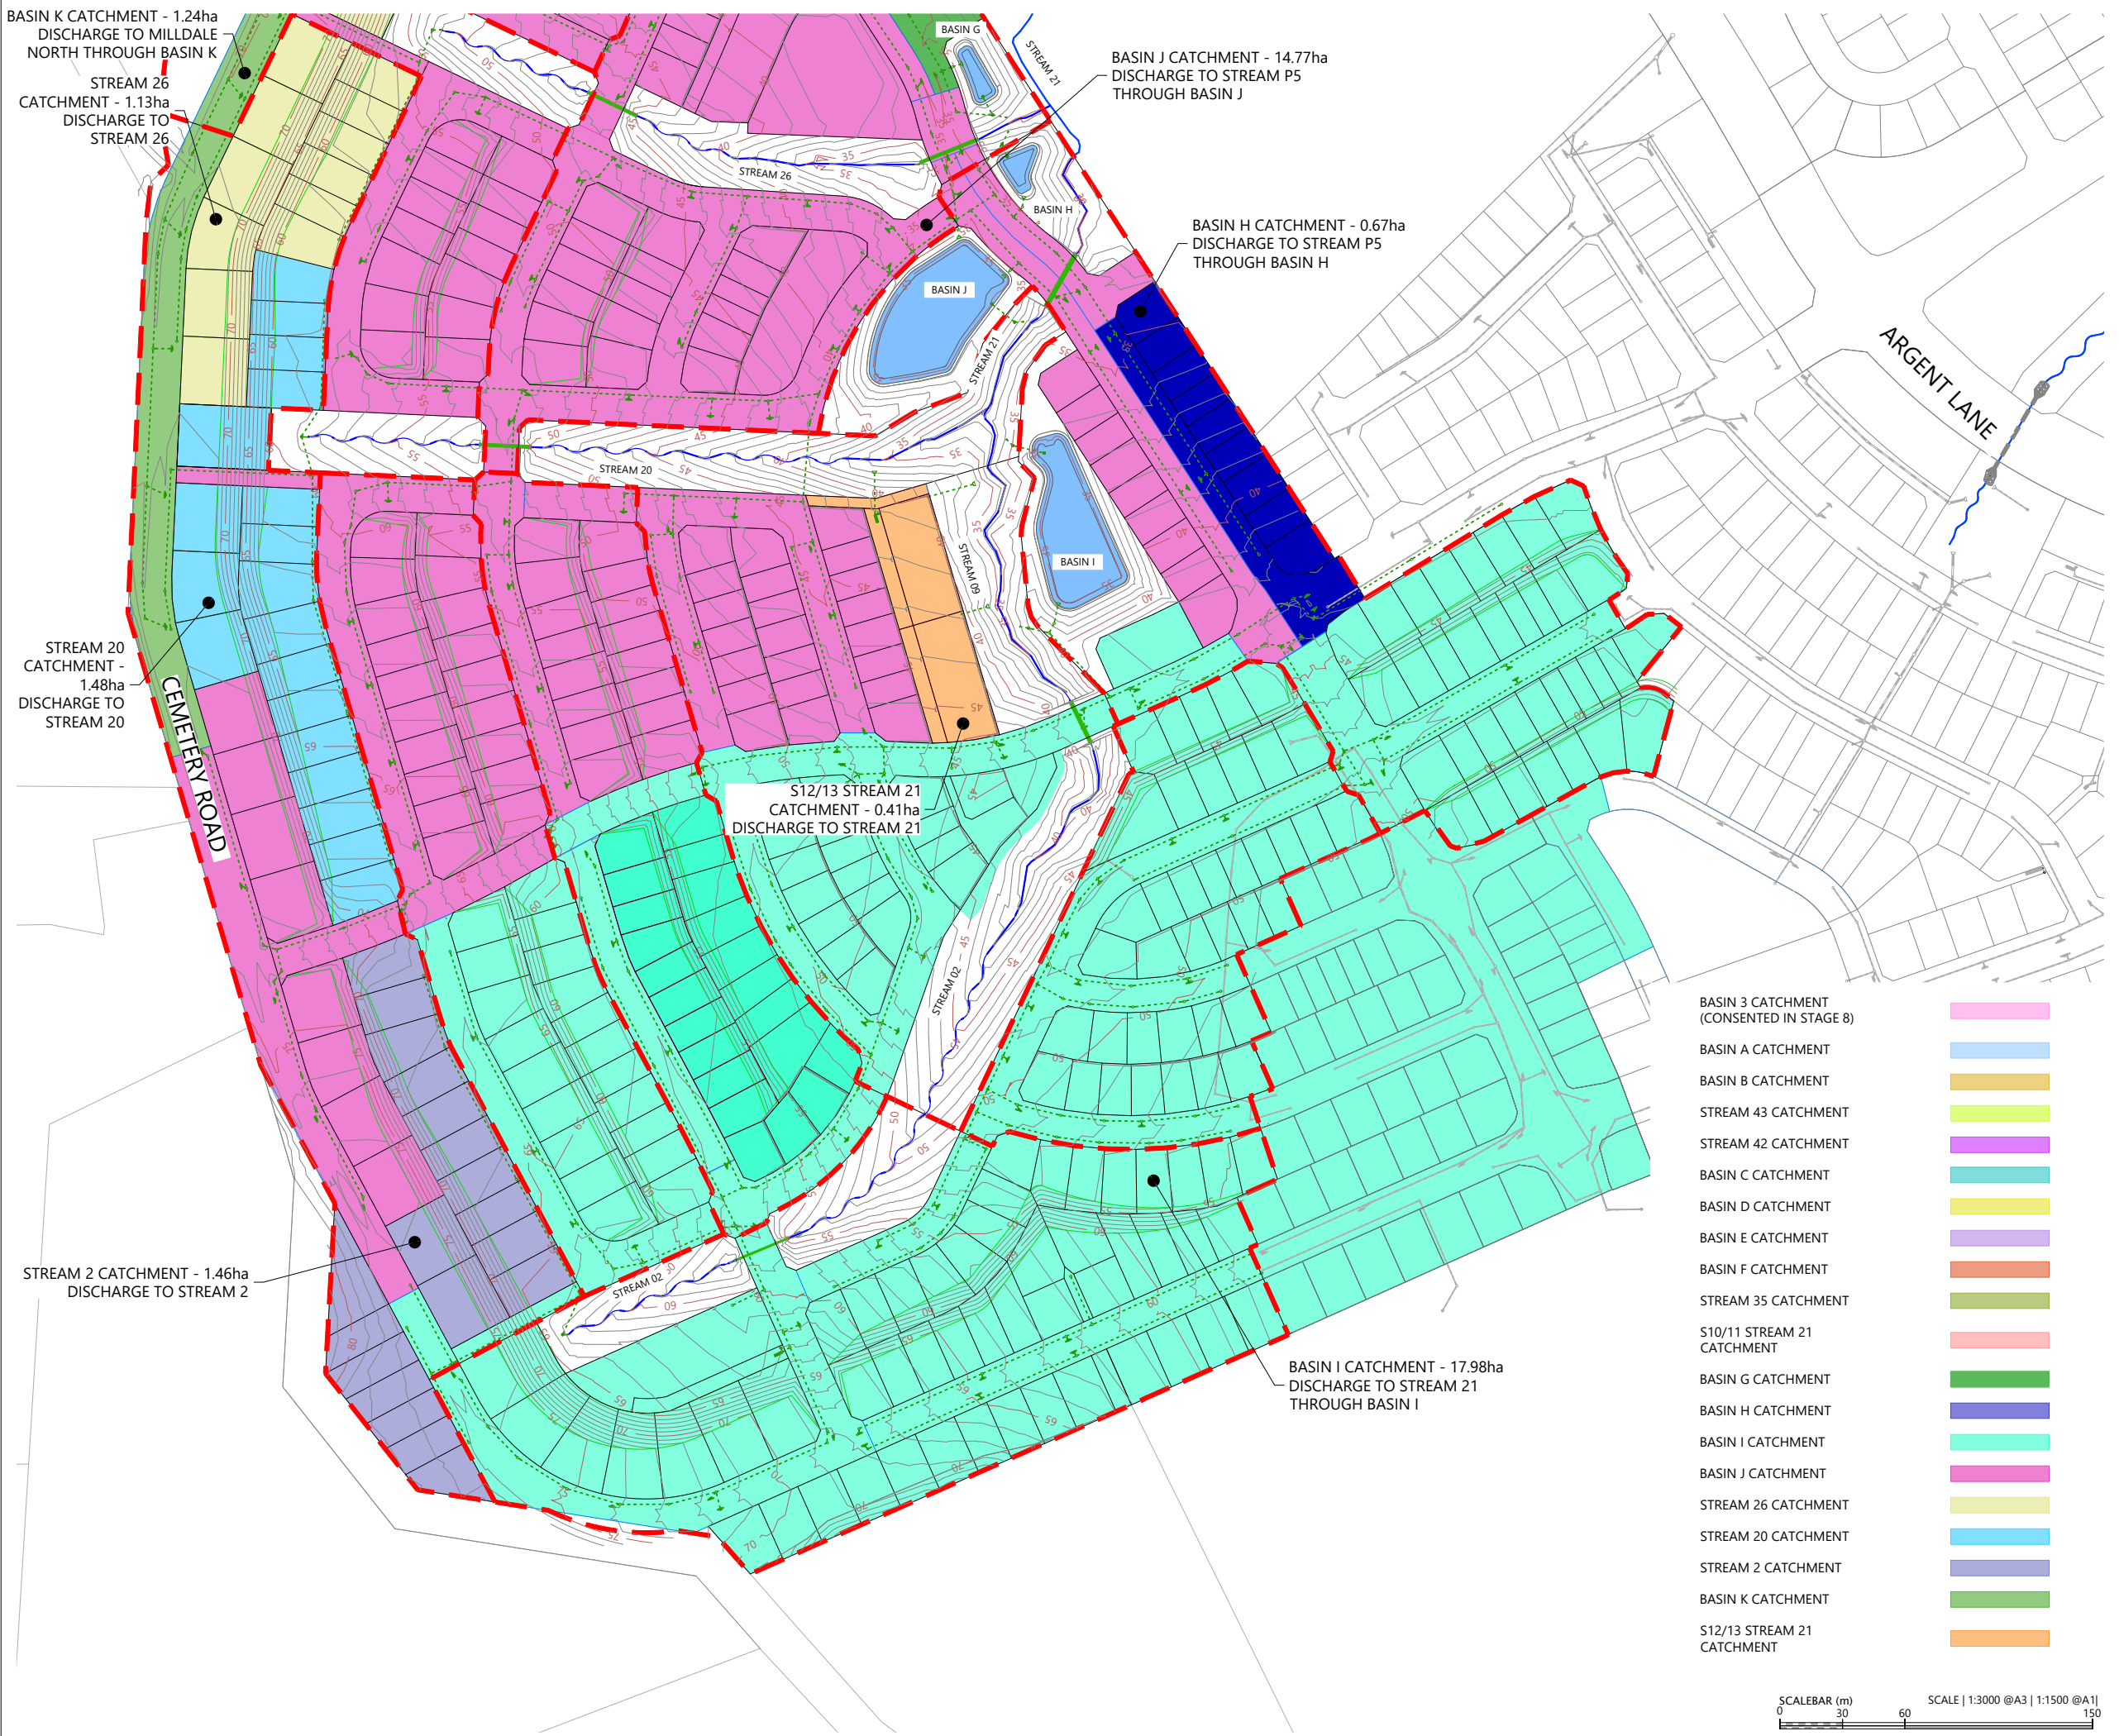 BASIN K CATCHMENT - 1.24ha
DISCHARGE TO MILLDALE
NORTH THROUGH BASIN K
STREAM 26
CATCHMENT - 1.13ha
DISCHARGE TO
STREAM 26
BASIN G
STREAM 21
BASIN J CATCHMENT - 14.77ha
DISCHARGE TO STREAM P5
THROUGH BASIN J
STREAM 26
BASIN H
BASIN H CATCHMENT - 0.67ha
DISCHARGE TO STREAM P5
THROUGH BASIN H
BASIN J
STREAM 21
ARGENT LANE
STREAM 20
STREAM 09
BASIN I
STREAM 20
CATCHMENT -
1.48ha
DISCHARGE TO
STREAM 20
CEMETERY ROAD
S12/13 STREAM 21
CATCHMENT - 0.41ha
DISCHARGE TO STREAM 21
STREAM 02
STREAM 2 CATCHMENT - 1.46ha
DISCHARGE TO STREAM 2
STREAM 02
BASIN I CATCHMENT - 17.98ha
DISCHARGE TO STREAM 21
THROUGH BASIN I
BASIN 3 CATCHMENT
(CONSENTED IN STAGE 8)
BASIN A CATCHMENT
BASIN B CATCHMENT
STREAM 43 CATCHMENT
STREAM 42 CATCHMENT
BASIN C CATCHMENT
BASIN D CATCHMENT
BASIN E CATCHMENT
BASIN F CATCHMENT
STREAM 35 CATCHMENT
S10/11 STREAM 21
CATCHMENT
BASIN G CATCHMENT
BASIN H CATCHMENT
BASIN I CATCHMENT
BASIN J CATCHMENT
STREAM 26 CATCHMENT
STREAM 20 CATCHMENT
STREAM 2 CATCHMENT
BASIN K CATCHMENT
S12/13 STREAM 21
CATCHMENT
SCALEBAR (m)
SCALE | 1:3000 @A3 | 1:1500 @A1|
0 30 60 150